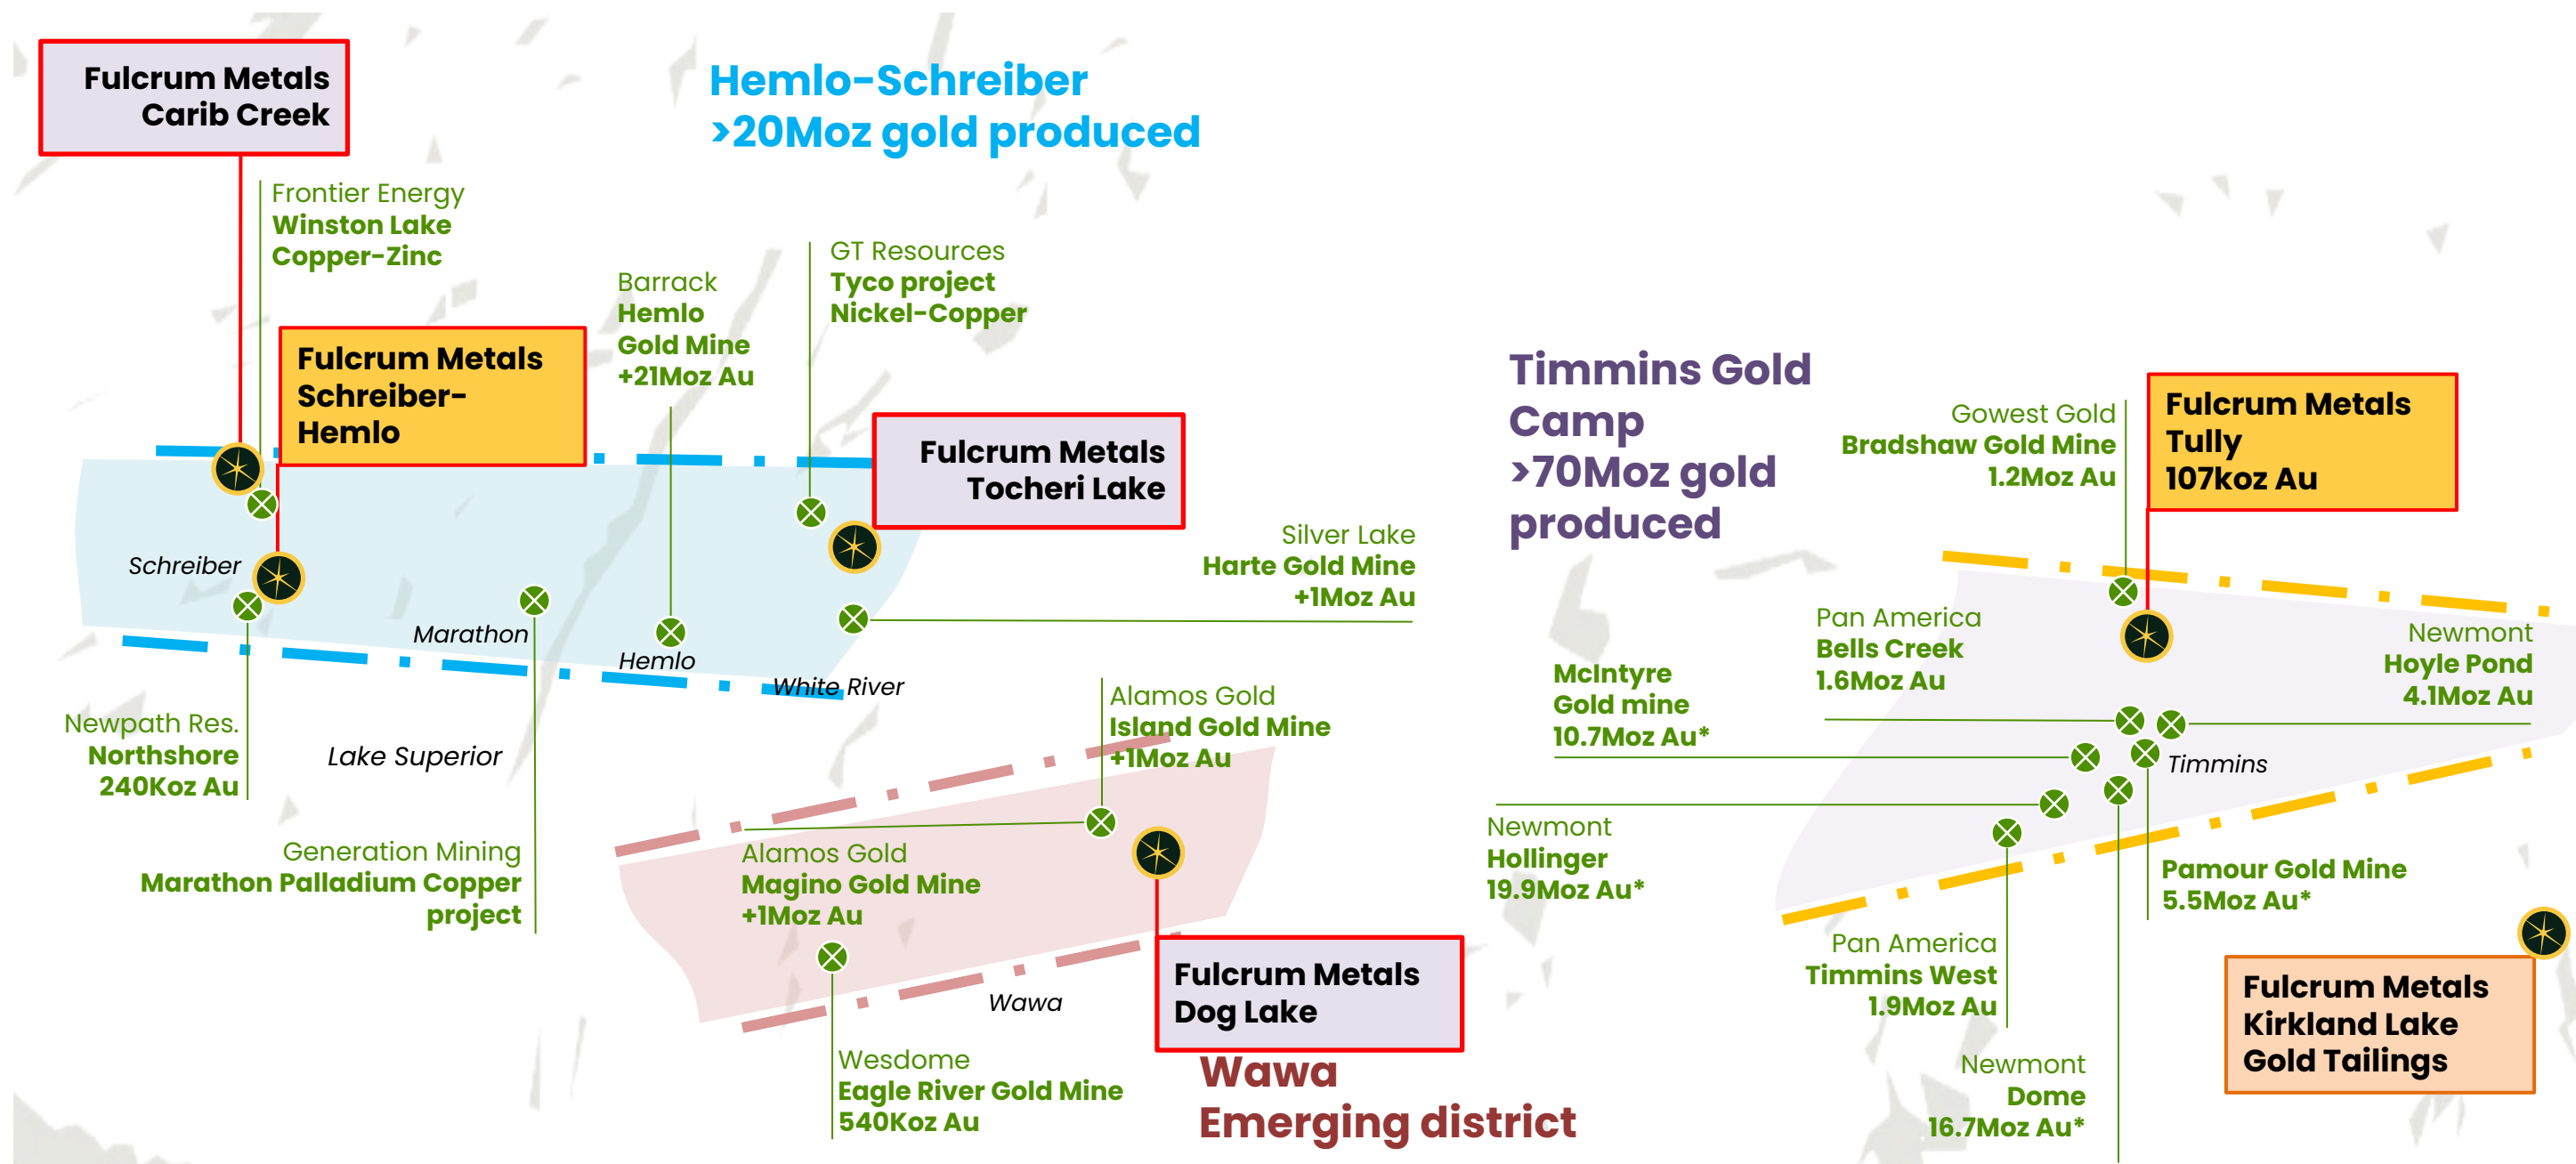 Fulcrum Metals
Carib Creek
Hemlo-Schreiber
>20Moz gold produced
Frontier Energy
Winston Lake
Copper-Zinc
Barrack
Hemlo
Gold Mine
+21Moz Au
GT Resources
Tyco project
Nickel-Copper
Fulcrum Metals
Schreiber-
Hemlo
Fulcrum Metals
Tocheri Lake
Silver Lake
Harte Gold Mine
+1Moz Au
Schreiber
Marathon
Hemlo
White River
Newpath Res.
Northshore
240Koz Au
Lake Superior
Generation Mining
Marathon Palladium Copper
project
Alamos Gold
Island Gold Mine
+1Moz Au
Alamos Gold
Magino Gold Mine
+1Moz Au
Wawa
Fulcrum Metals
Dog Lake
Wesdome
Eagle River Gold Mine
540Koz Au
Wawa
Emerging district
Timmins Gold
Camp
>70Moz gold
produced
Gowest Gold
Bradshaw Gold Mine
1.2Moz Au
Fulcrum Metals
Tully
107koz Au
Pan America
Bells Creek
1.6Moz Au
Newmont
Hoyle Pond
4.1Moz Au
McIntyre
Gold mine
10.7Moz Au*
Timmins
Newmont
Hollinger
19.9Moz Au*
Pamour Gold Mine
5.5Moz Au*
Pan America
Timmins West
1.9Moz Au
Newmont
Dome
16.7Moz Au*
Fulcrum Metals
Kirkland Lake
Gold Tailings